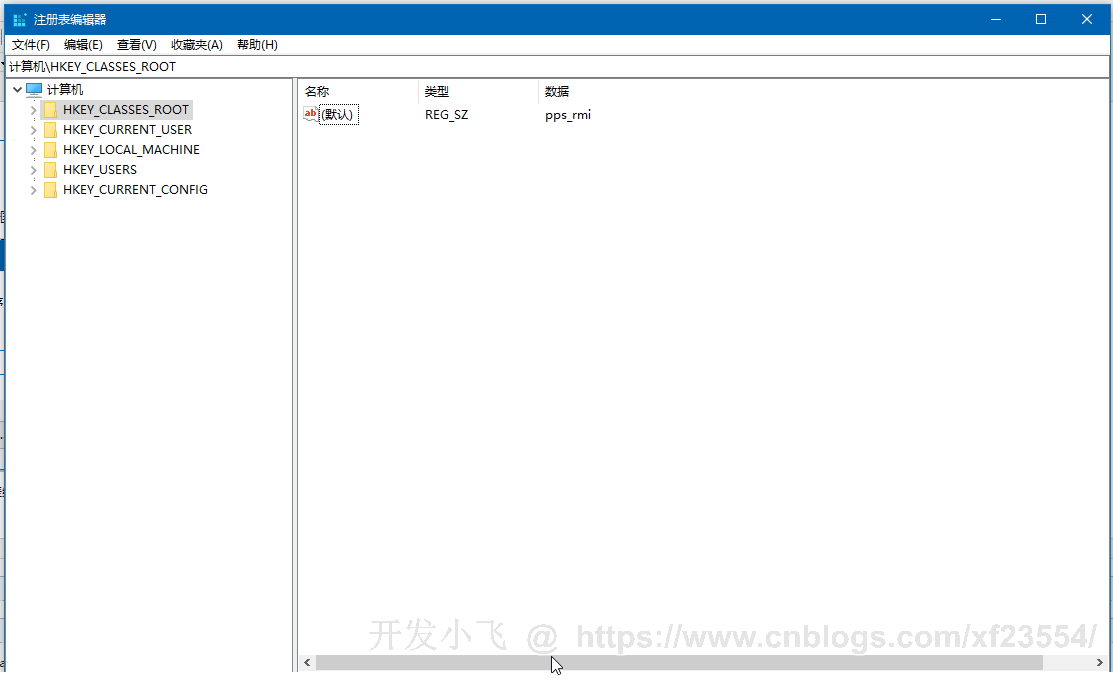 注册表编辑器
文件(F) 编辑(E) 查看(V) 收藏夹(A) 帮助(H)
计算机\HKEY_CLASSES_ROOT
计算机
HKEY_CLASSES_ROOT
HKEY_CURRENT_USER
HKEY_LOCAL_MACHINE
HKEY_USERS
HKEY_CURRENT_CONFIG
名称 类型 数据
ab (默认) REG_SZ pps_rmi
开发小飞 @ https://www.cnblogs.com/xf23554/